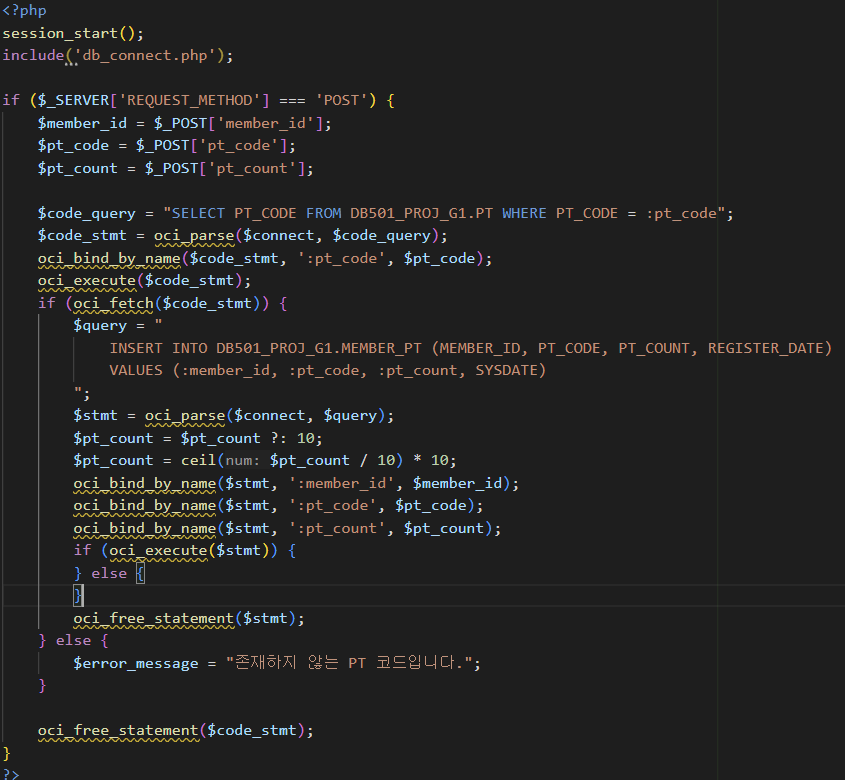 <?php
session_start();
include('db_connect.php');
if ($_SERVER['REQUEST_METHOD'] === 'POST') {
$member_id = $_POST['member_id'];
$pt_code = $_POST['pt_code'];
$pt_count = $_POST['pt_count'];
$code_query = "SELECT PT_CODE FROM DB501_PROJ_G1.PT WHERE PT_CODE = :pt_code";
$code_stmt = oci_parse($connect, $code_query);
oci_bind_by_name($code_stmt, ':pt_code', $pt_code);
oci_execute($code_stmt);
if (oci_fetch($code_stmt)) {
$query = "
INSERT INTO DB501_PROJ_G1.MEMBER_PT (MEMBER_ID, PT_CODE, PT_COUNT, REGISTER_DATE)
VALUES (:member_id, :pt_code, :pt_count, SYSDATE)
";
$stmt = oci_parse($connect, $query);
$pt_count = $pt_count ?: 10;
$pt_count = ceil(num: $pt_count / 10) * 10;
oci_bind_by_name($stmt, ':member_id', $member_id);
oci_bind_by_name($stmt, ':pt_code', $pt_code);
oci_bind_by_name($stmt, ':pt_count', $pt_count);
if (oci_execute($stmt)) {
} else {
}
oci_free_statement($stmt);
} else {
$error_message = "존재하지 않는 PT 코드입니다.";
}
oci_free_statement($code_stmt);
}
?>